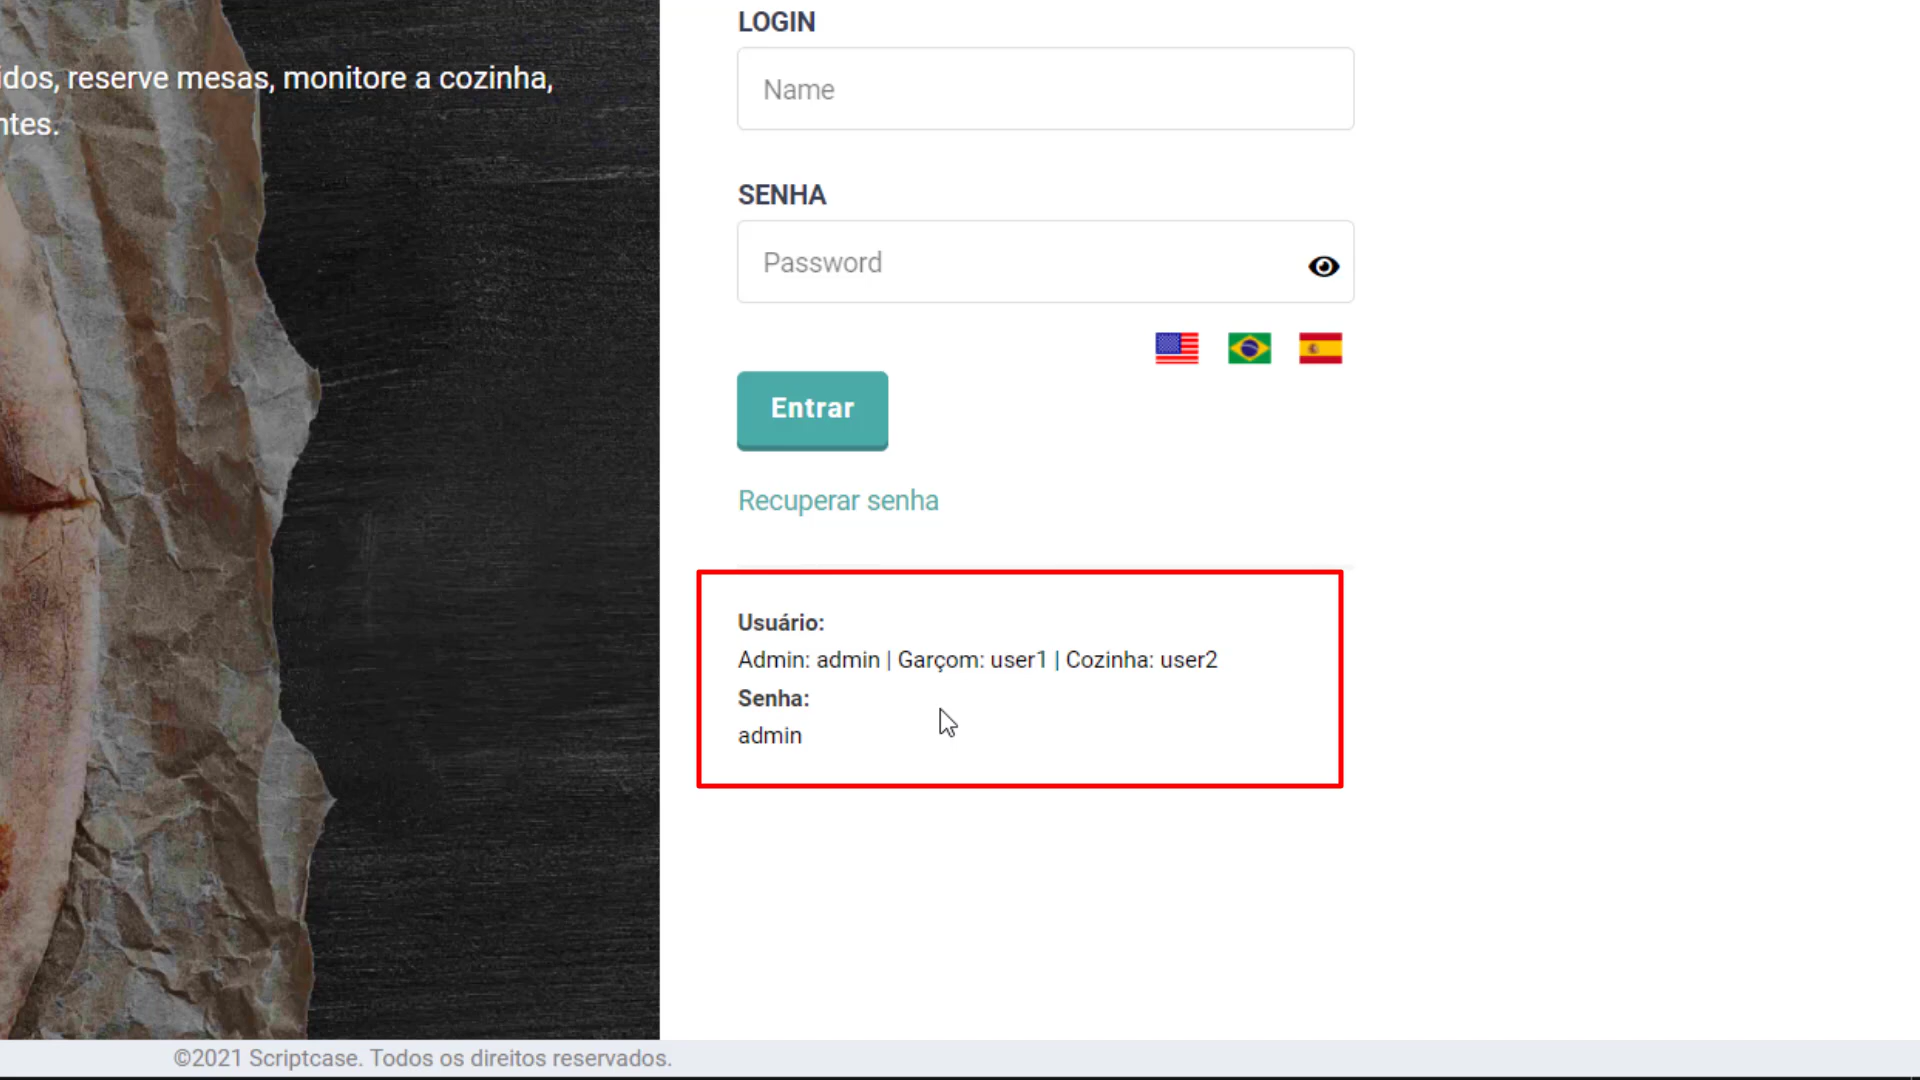 idos, reserve mesas, monitore a cozinha,
ntes.
LOGIN
Name
SENHA
Password
Entrar
Recuperar senha
Usuário:
Admin: admin | Garçom: user1 | Cozinha: user2
Senha:
admin
©2021 Scriptcase. Todos os direitos reservados.